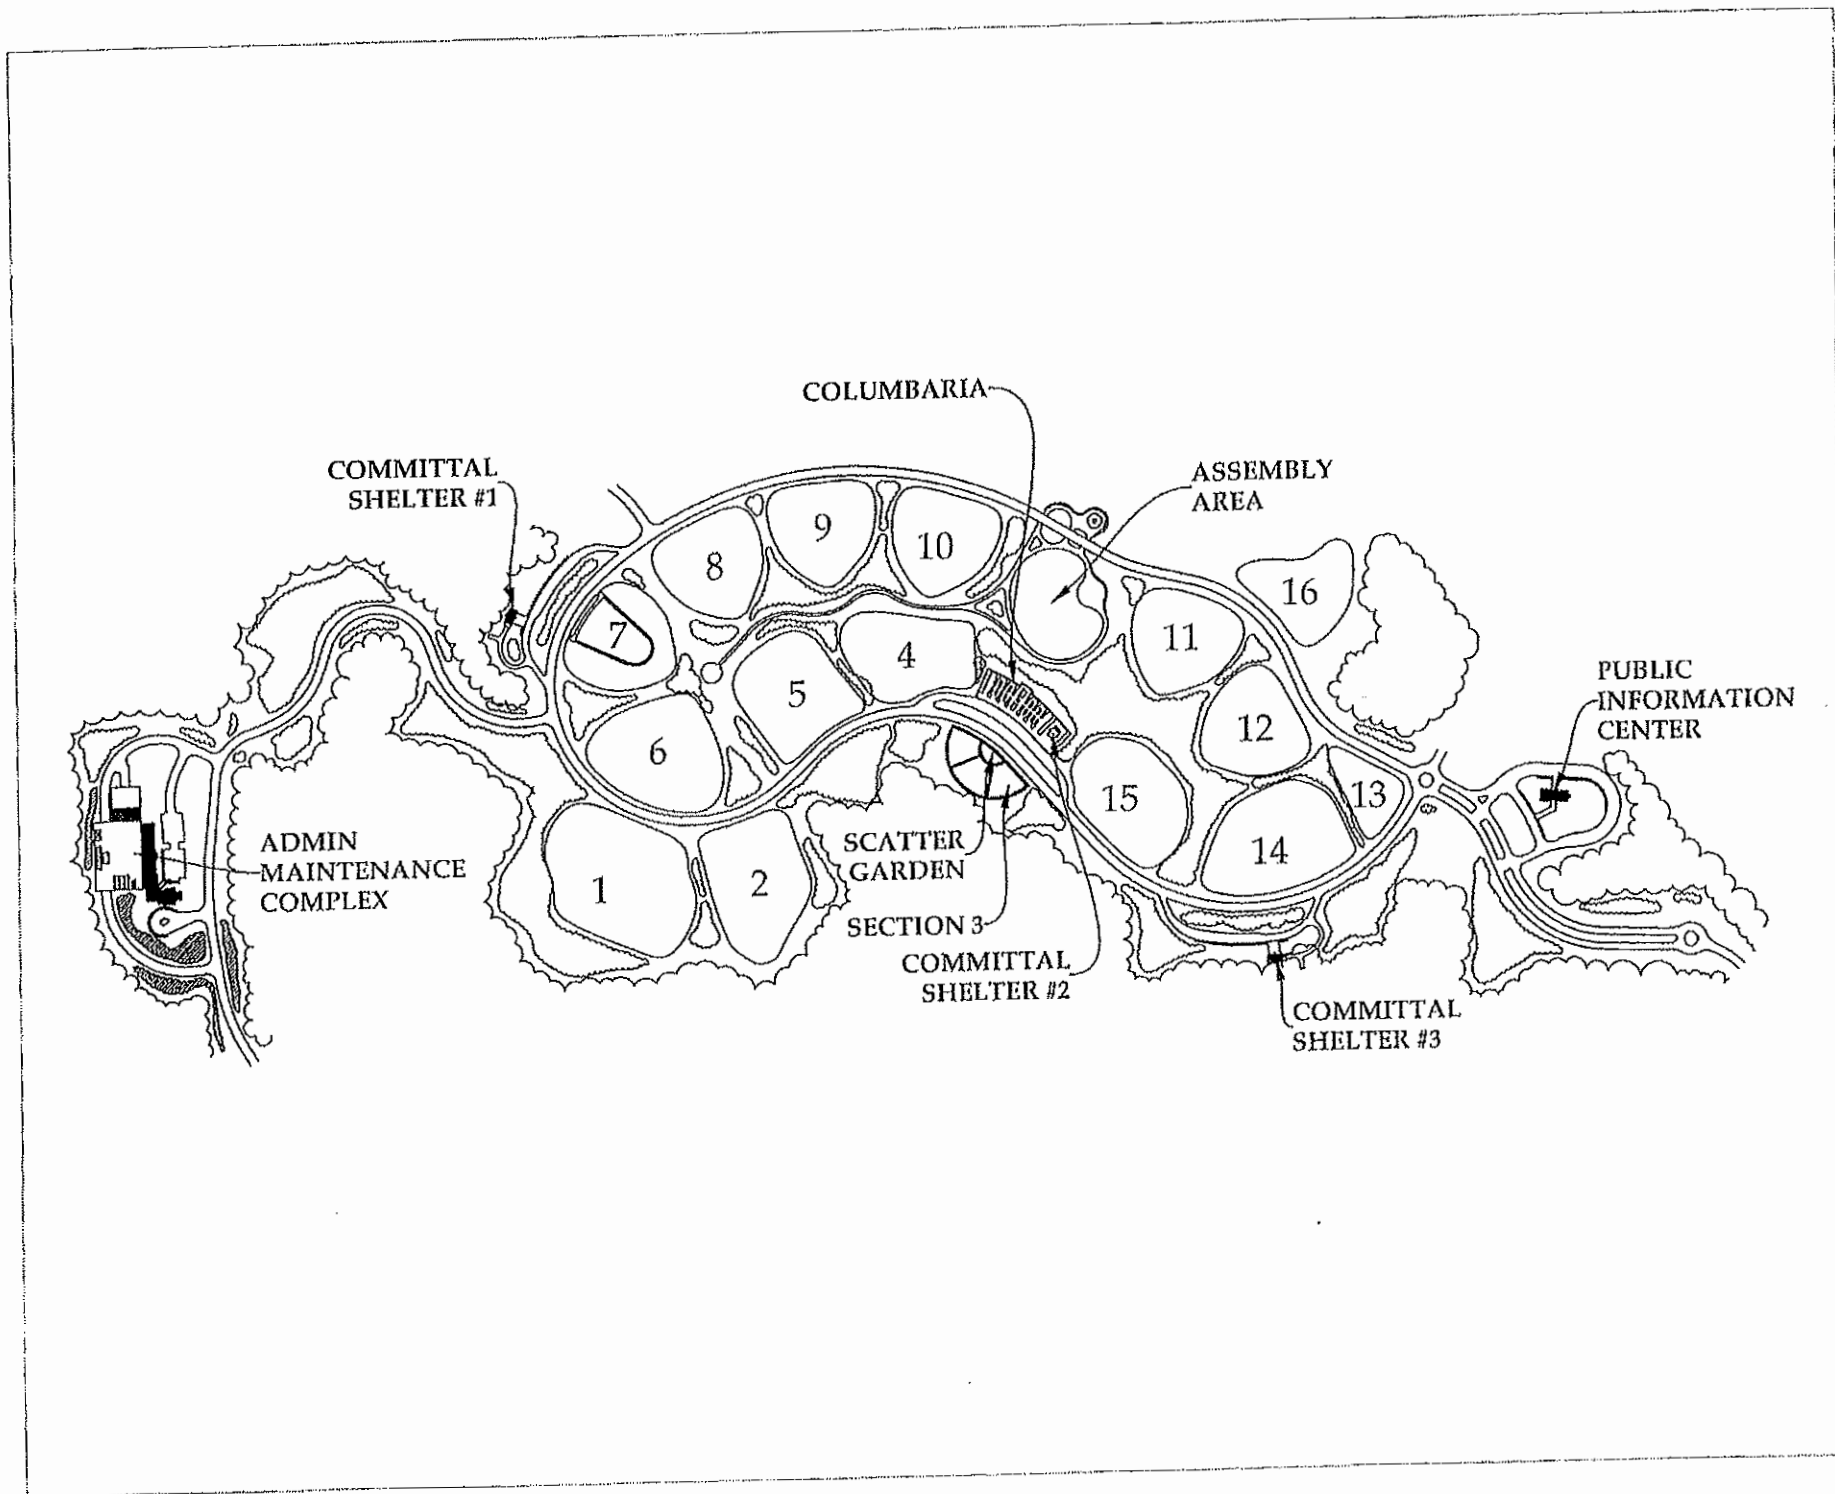 COLUMBARIA
COMMITTAL
SHELTER #1
ASSEMBLY
AREA
9
10
8
16
7
4
11
5
6
12
PUBLIC
INFORMATION
CENTER
15
13
14
ADMIN
MAINTENANCE
COMPLEX
1
2
SCATTER
GARDEN
SECTION 3
COMMITTAL
SHELTER #2
COMMITTAL
SHELTER #3